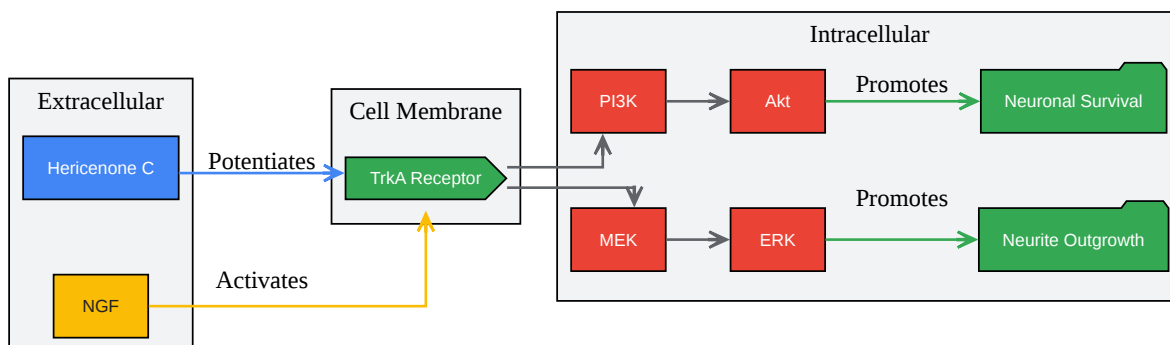 Extracellular
Hericenone C
NGF
Potentiates
Activates
Cell Membrane
TrkA Receptor
Intracellular
PI3K
Akt
Promotes
Neuronal Survival
MEK
ERK
Promotes
Neurite Outgrowth